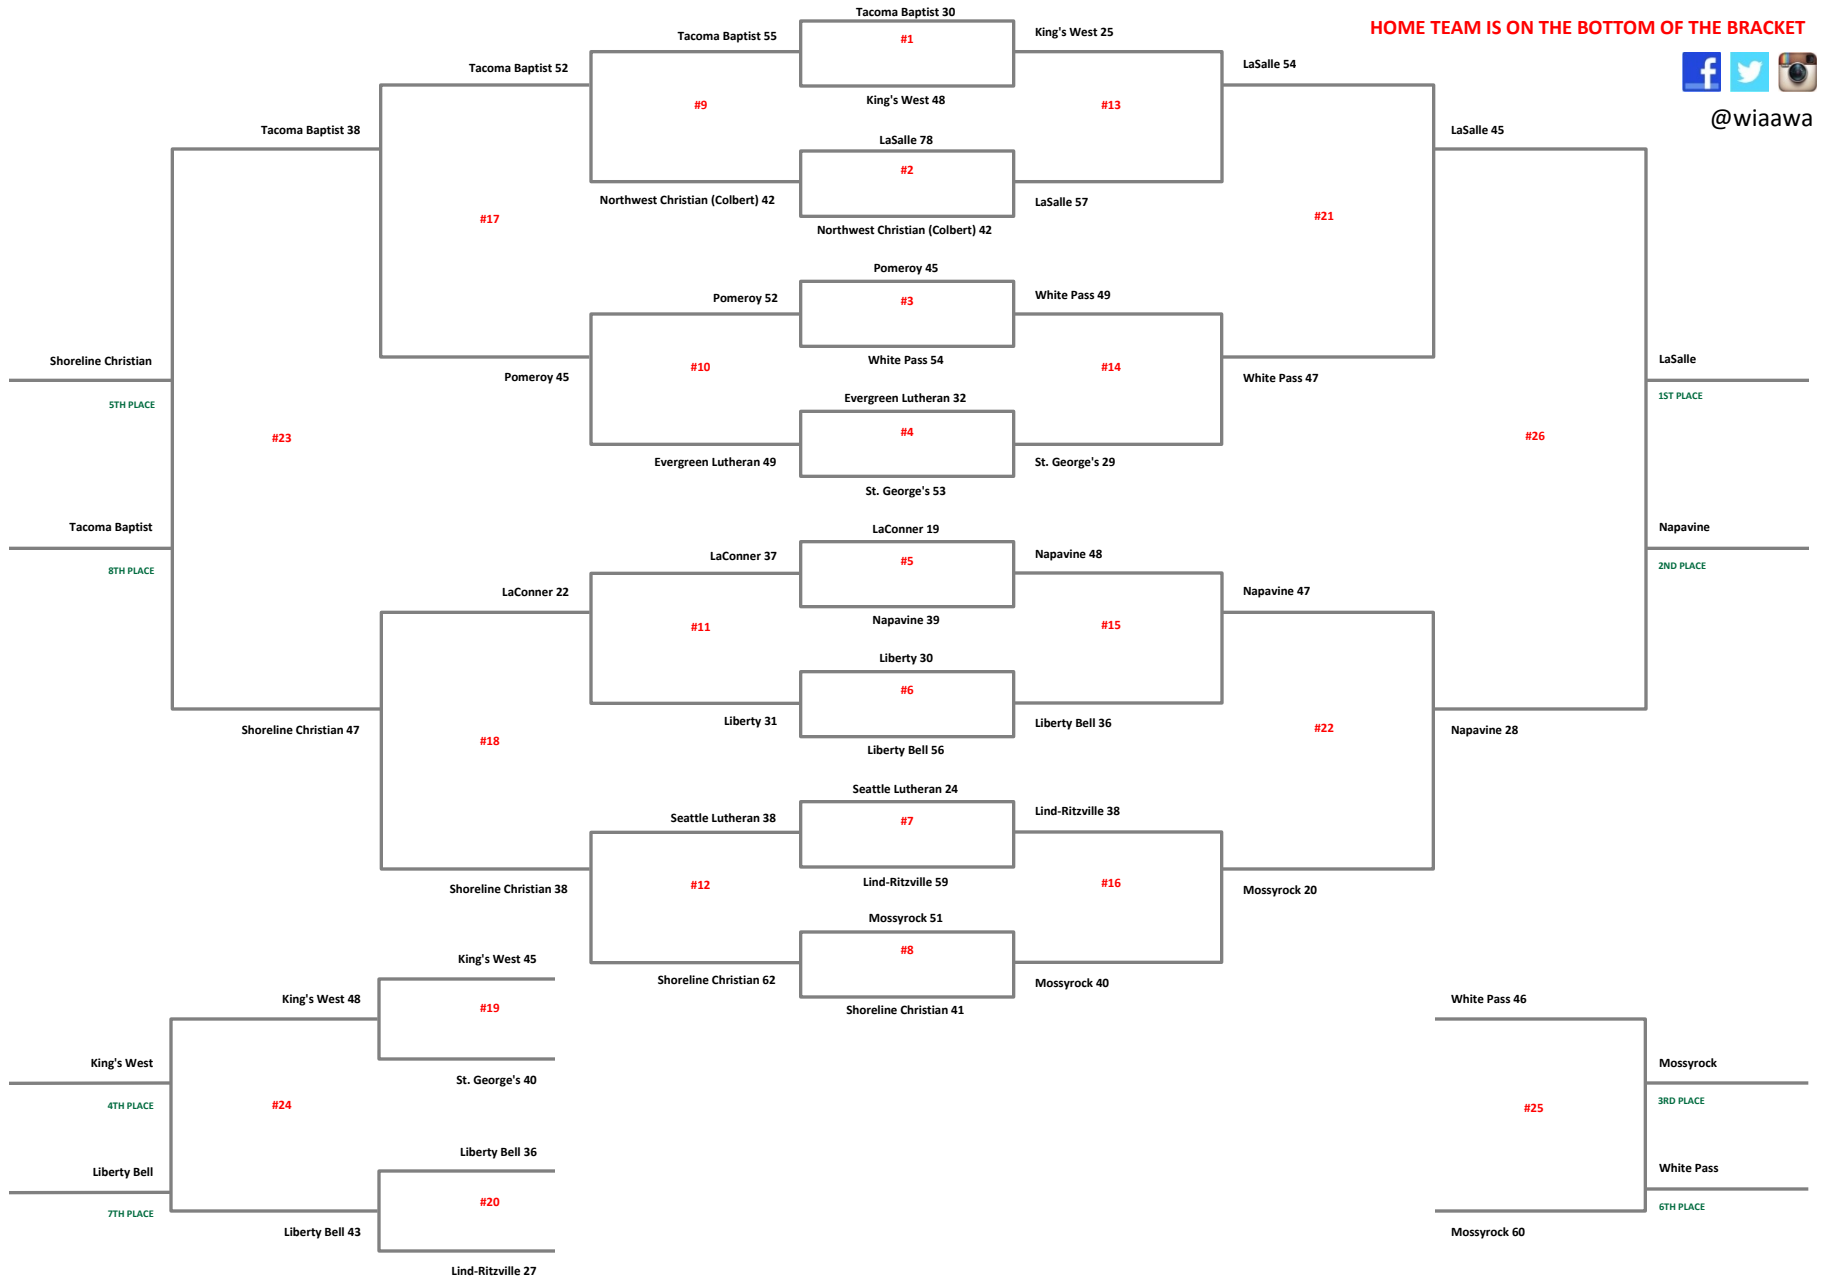 Tacoma Baptist 30
HOME TEAM IS ON THE BOTTOM OF THE BRACKET
Tacoma Baptist 55
#1
King's West 25
Tacoma Baptist 52
LaSalle 54
#9
King's West 48
#13
@wiaawa
Tacoma Baptist 38
LaSalle 78
LaSalle 45
#2
Northwest Christian (Colbert) 42
LaSalle 57
#17
#21
Northwest Christian (Colbert) 42
Pomeroy 45
Pomeroy 52
#3
White Pass 49
Shoreline Christian
White Pass 54
LaSalle
#10
#14
Pomeroy 45
White Pass 47
5TH PLACE
Evergreen Lutheran 32
1ST PLACE
#23
#4
#26
Evergreen Lutheran 49
St. George's 29
St. George's 53
Tacoma Baptist
LaConner 19
Napavine
LaConner 37
#5
Napavine 48
8TH PLACE
2ND PLACE
LaConner 22
Napavine 47
#11
Napavine 39
#15
Liberty 30
#6
Shoreline Christian 47
Liberty 31
Liberty Bell 36
#18
#22
Napavine 28
Liberty Bell 56
Seattle Lutheran 24
Seattle Lutheran 38
#7
Lind-Ritzville 38
Shoreline Christian 38
#12
Lind-Ritzville 59
#16
Mossyrock 20
Mossyrock 51
King's West 45
#8
Shoreline Christian 62
Mossyrock 40
King's West 48
#19
Shoreline Christian 41
White Pass 46
King's West
Mossyrock
St. George's 40
4TH PLACE
#24
#25
3RD PLACE
Liberty Bell 36
Liberty Bell
White Pass
7TH PLACE
#20
6TH PLACE
Liberty Bell 43
Mossyrock 60
Lind-Ritzville 27